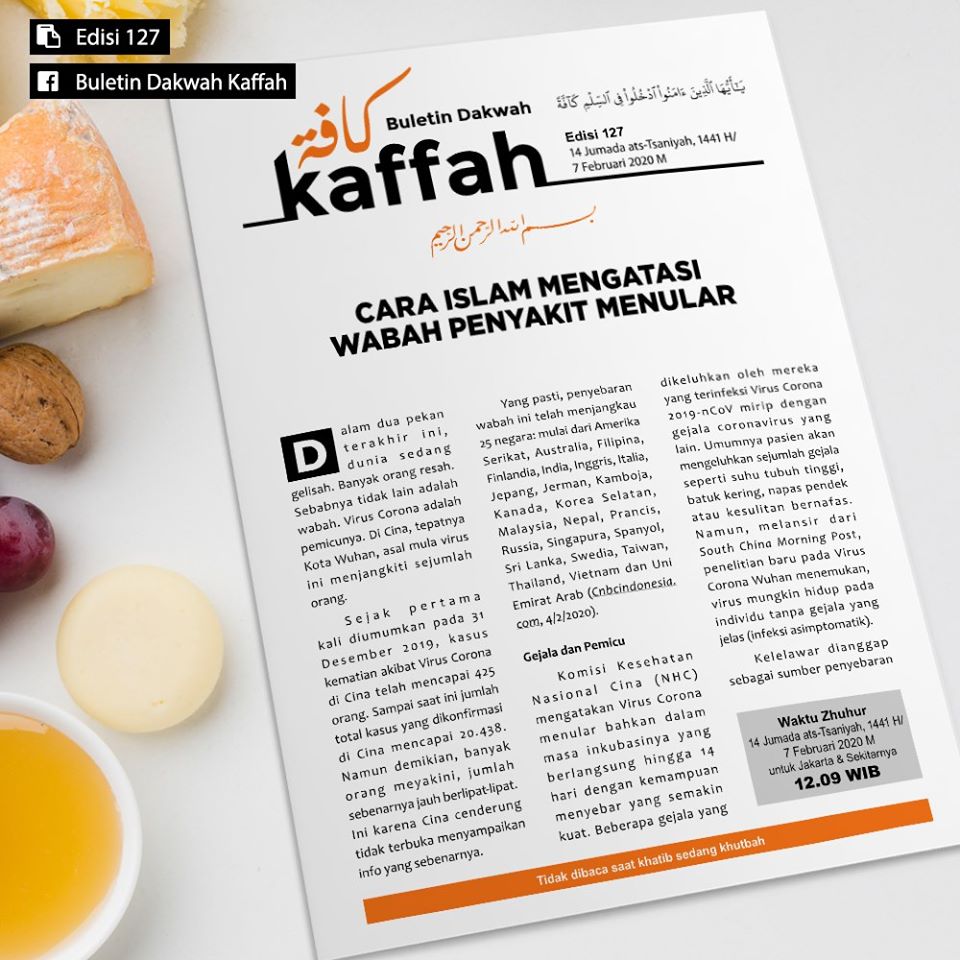 Edisi 127
Buletin Dakwah Kaffah
كافة
Buletin Dakwah
kaffah
يَٰٓأَيُّهَا ٱلَّذِينَ ءَامَنُوا۟ ٱدْخُلُوا۟ فِى ٱلسِّلْمِ كَآفَّةً
Edisi 127
14 Jumada ats-Tsaniyah, 1441 H/
7 Februari 2020 M
بسم الله الرحمن الرحيم
CARA ISLAM MENGATASI
WABAH PENYAKIT MENULAR
Dalam dua pekan
terakhir ini,
dunia sedang
gelisah. Banyak orang resah.
Sebabnya tidak lain adalah
wabah. Virus Corona adalah
pemicunya. Di Cina, tepatnya
Kota Wuhan, asal mula virus
ini menjangkiti sejumlah
orang.
Sejak pertama
kali diumumkan pada 31
Desember 2019, kasus
kematian akibat Virus Corona
di Cina telah mencapai 425
orang. Sampai saat ini jumlah
total kasus yang dikonfirmasi
di Cina mencapai 20.438.
Namun demikian, banyak
orang meyakini, jumlah
sebenarnya jauh berlipat-lipat.
Ini karena Cina cenderung
tidak terbuka menyampaikan
info yang sebenarnya.
Yang pasti, penyebaran
wabah ini telah menjangkau
25 negara: mulai dari Amerika
Serikat, Australia, Filipina,
Finlandia, India, Inggris, Italia,
Jepang, Jerman, Kamboja,
Kanada, Korea Selatan,
Malaysia, Nepal, Prancis,
Russia, Singapura, Spanyol,
Sri Lanka, Swedia, Taiwan,
Thailand, Vietnam dan Uni
Emirat Arab (Cnbcindonesia.
com, 4/2/2020).
Gejala dan Pemicu
Komisi Kesehatan
Nasional Cina (NHC)
mengatakan Virus Corona
menular bahkan dalam
masa inkubasinya yang
berlangsung hingga 14
hari dengan kemampuan
menyebar yang semakin
kuat. Beberapa gejala yang
dikeluhkan oleh mereka
yang terinfeksi Virus Corona
2019-nCoV mirip dengan
gejala coronavirus yang
lain. Umumnya pasien akan
mengeluhkan sejumlah gejala
seperti suhu tubuh tinggi,
batuk kering, napas pendek
atau kesulitan bernafas.
Namun, melansir dari
South China Morning Post,
penelitian baru pada Virus
Corona Wuhan menemukan,
virus mungkin hidup pada
individu tanpa gejala yang
jelas (infeksi asimptomatik).
Kelelawar dianggap
sebagai sumber penyebaran
Waktu Zhuhur
14 Jumada ats-Tsaniyah, 1441 H/
7 Februari 2020 M
untuk Jakarta & Sekitarnya
12.09 WIB
Tidak dibaca saat khatib sedang khutbah